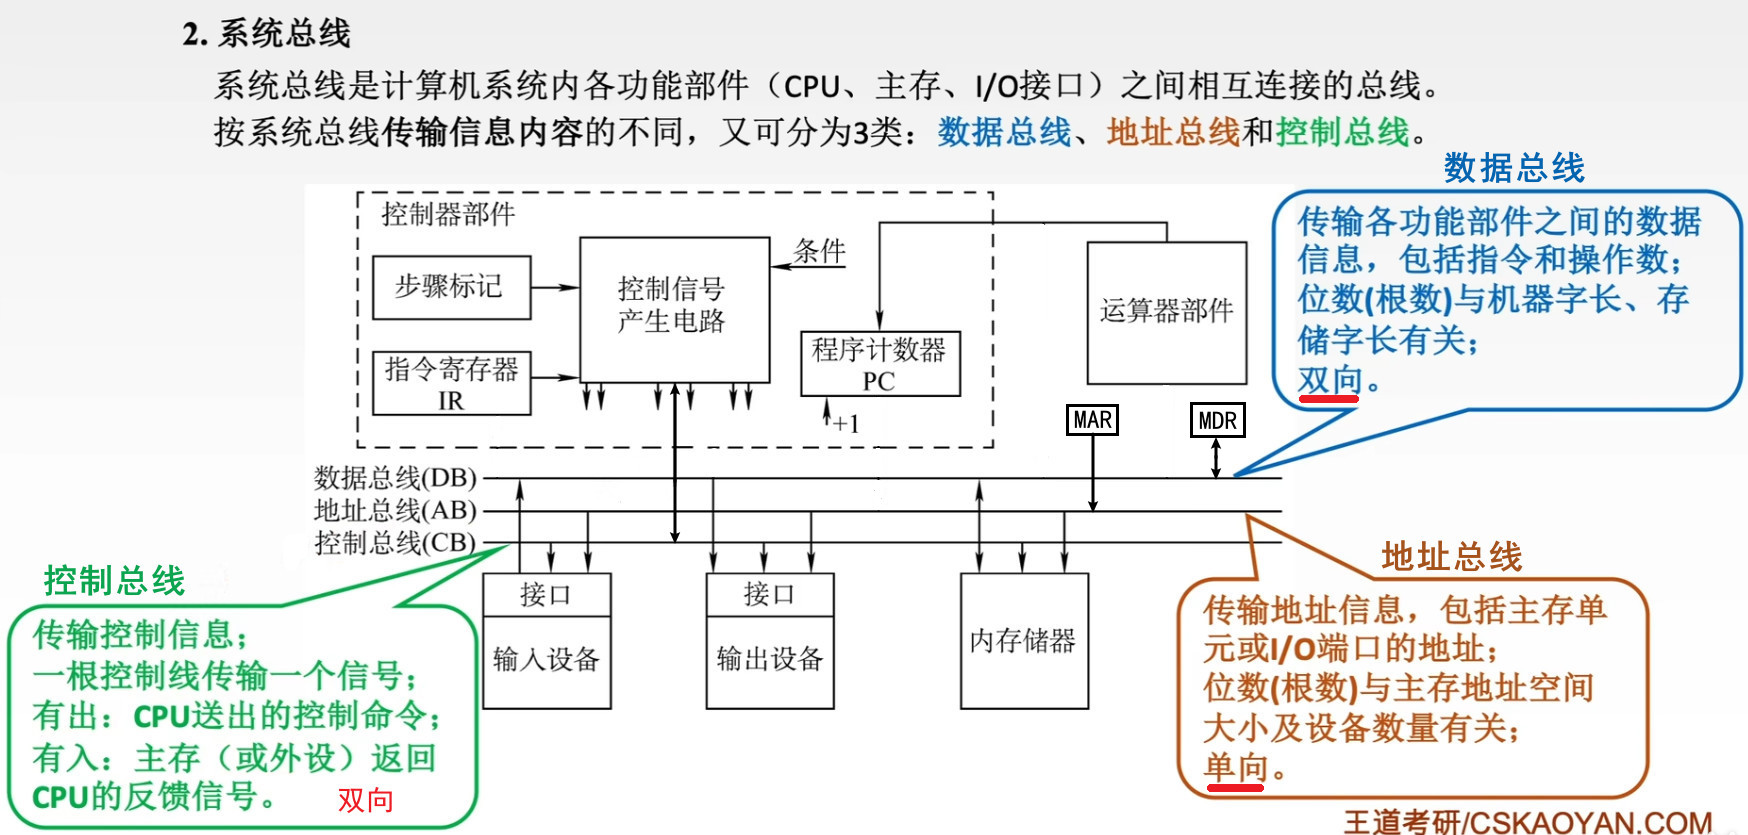 2. 系统总线
系统总线是计算机系统内各功能部件（CPU、主存、I/O接口）之间相互连接的总线。
按系统总线传输信息内容的不同，又可分为3类：数据总线、地址总线和控制总线。
数据总线
传输各功能部件之间的数据
信息，包括指令和操作数；
位数(根数)与机器字长、存
储字长有关；
双向。
控制器部件
步骤标记
控制信号
产生电路
条件
指令寄存器
IR
程序计数器
PC
+1
运算器部件
MAR
MDR
数据总线(DB)
地址总线(AB)
控制总线(CB)
接口
输入设备
接口
输出设备
内存储器
控制总线
传输控制信息；
一根控制线传输一个信号；
有出：CPU送出的控制命令；
有入：主存（或外设）返回
CPU的反馈信号。 双向
地址总线
传输地址信息，包括主存单
元或I/O端口的地址；
位数(根数)与主存地址空间
大小及设备数量有关；
单向。
王道考研/CSKAOYAN.COM